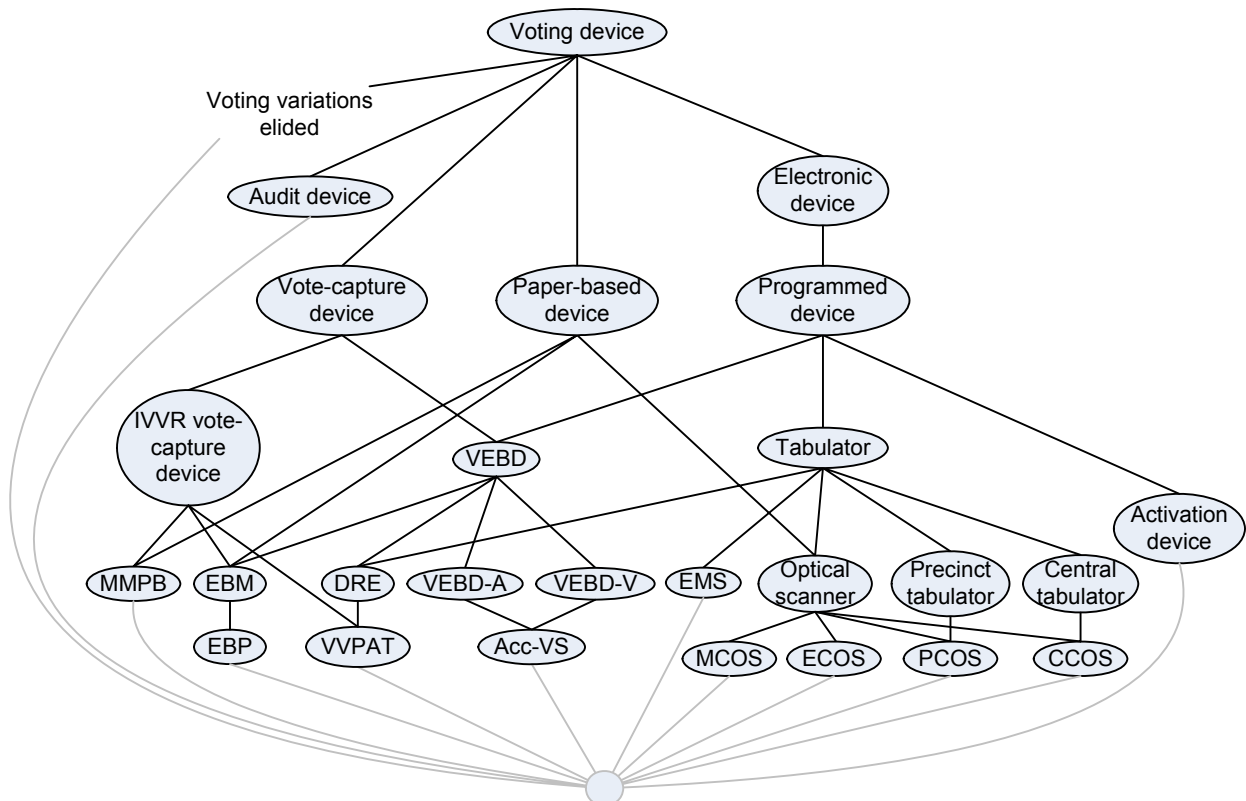 Voting device
Voting variations
elided
Audit device
Electronic
device
Vote-capture
device
Paper-based
device
Programmed
device
IVVR vote-
capture
device
VEBD
Tabulator
Activation
device
MMPB
EBM
DRE
VEBD-A
VEBD-V
EMS
Optical
scanner
Precinct
tabulator
Central
tabulator
EBP
VVPAT
Acc-VS
MCOS
ECOS
PCOS
CCOS